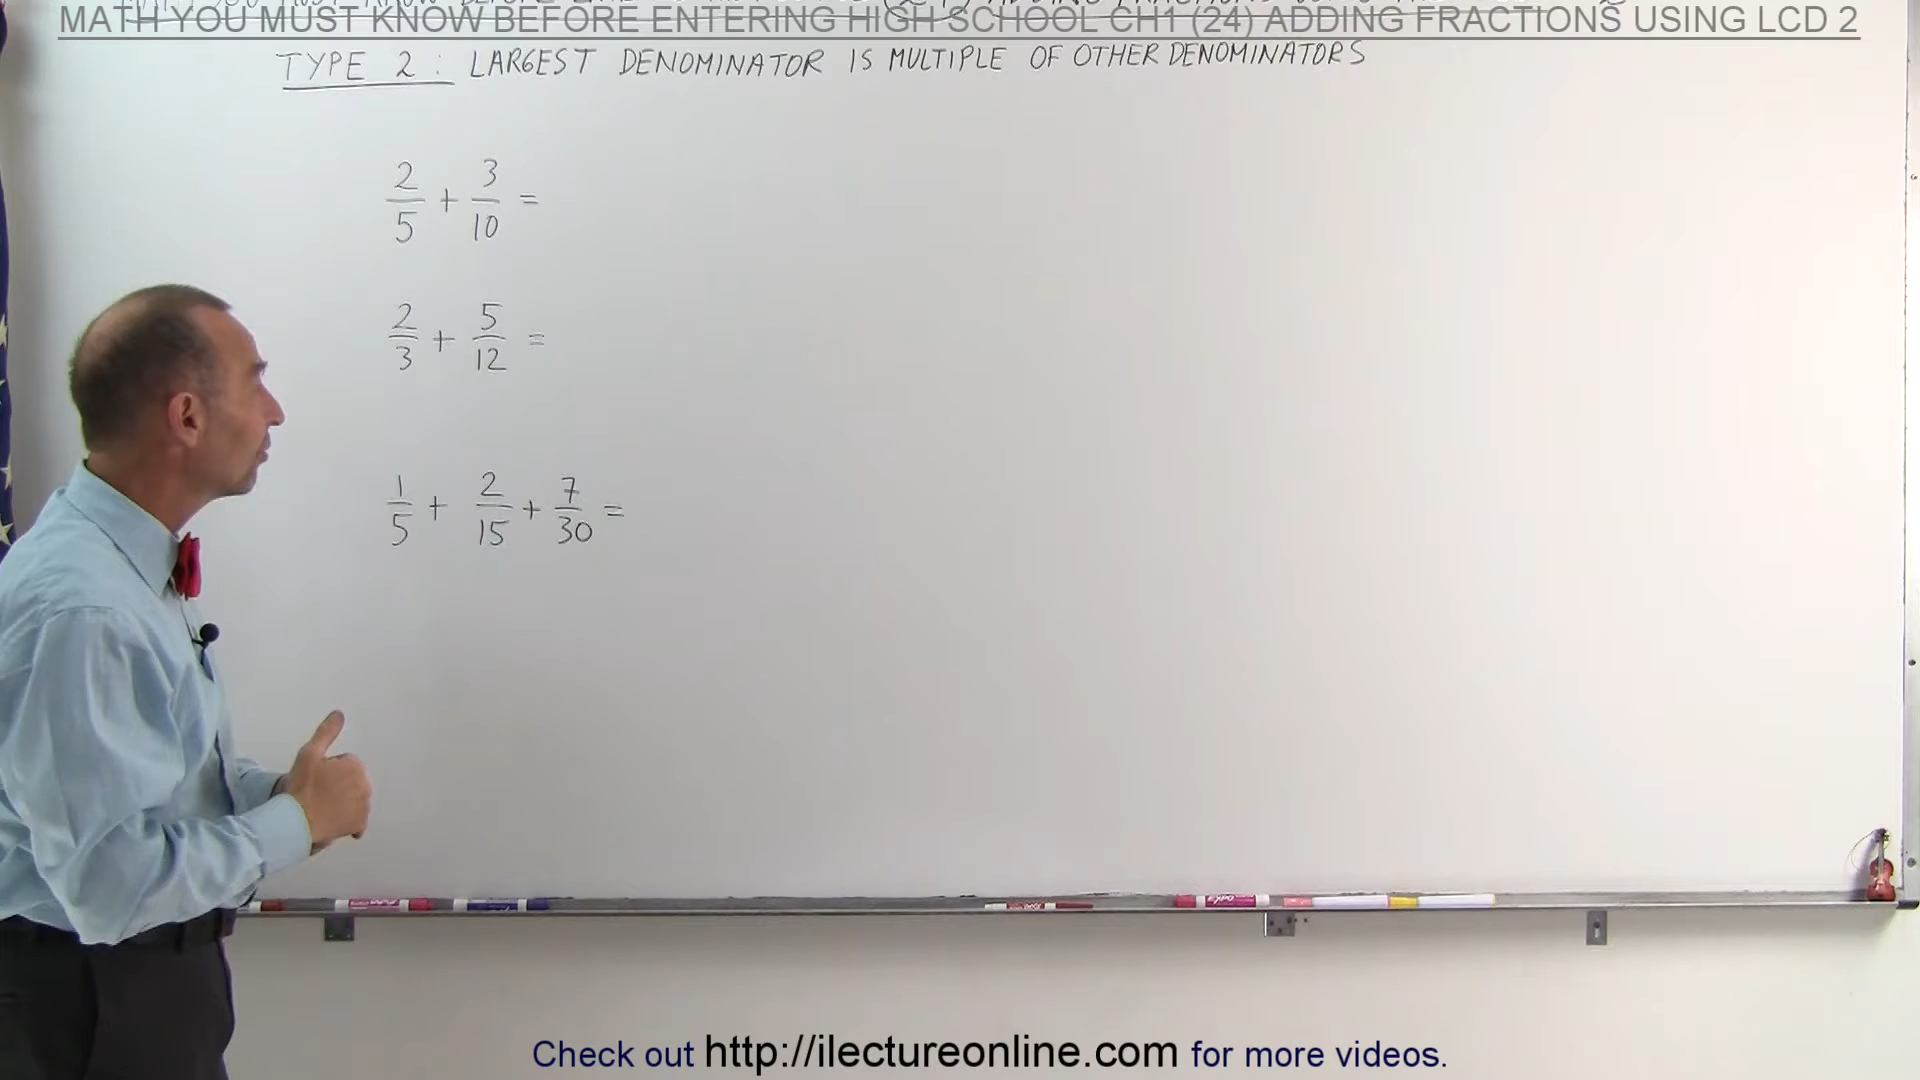 MATH YOU MUST KNOW BEFORE ENTERING HIGH SCHOOL CH1 (24) ADDING FRACTIONS USING LCD 2
TYPE 2 : LARGEST DENOMINATOR IS MULTIPLE OF OTHER DENOMINATORS
2/5 + 3/10 =
2/3 + 5/12 =
1/5 + 2/15 + 7/30 =
Check out http://ilectureonline.com for more videos.